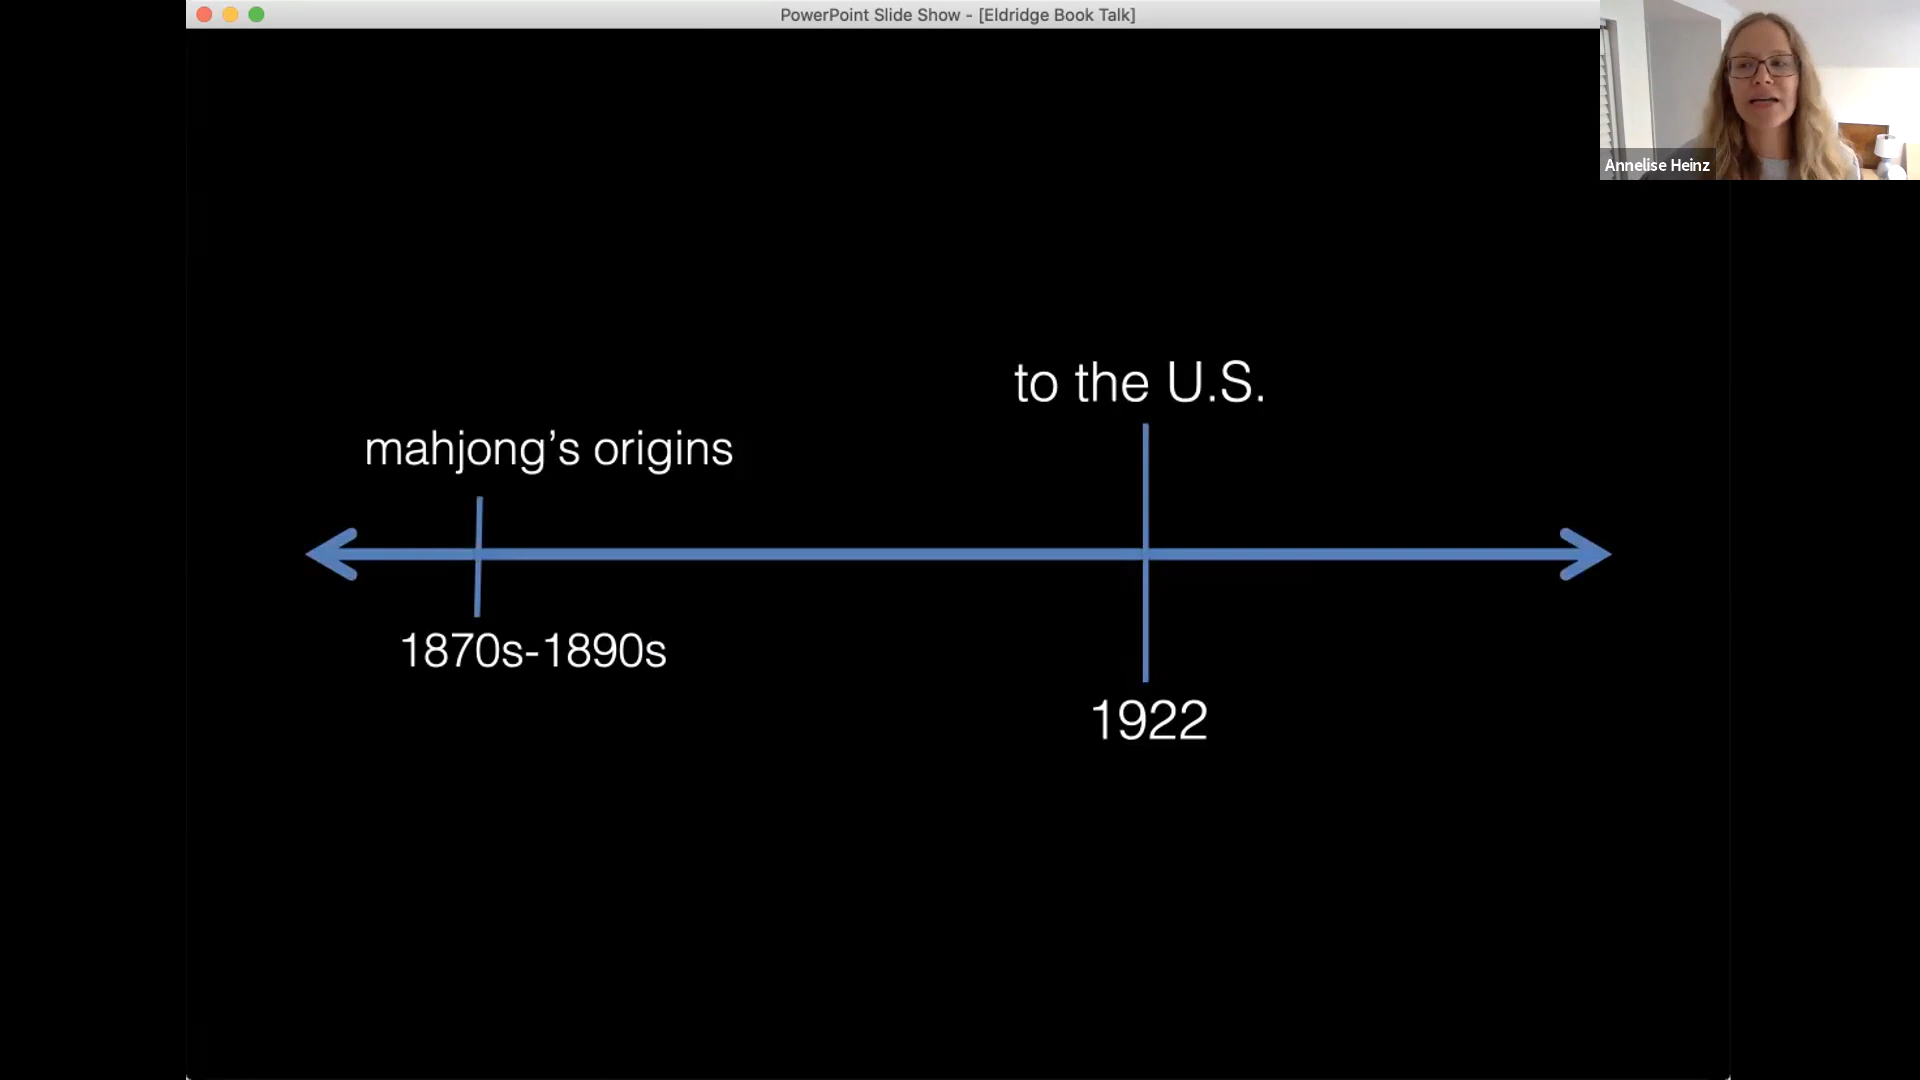 PowerPoint Slide Show - [Eldridge Book Talk]
Annelise Heinz
to the U.S.
mahjong’s origins
1870s-1890s
1922